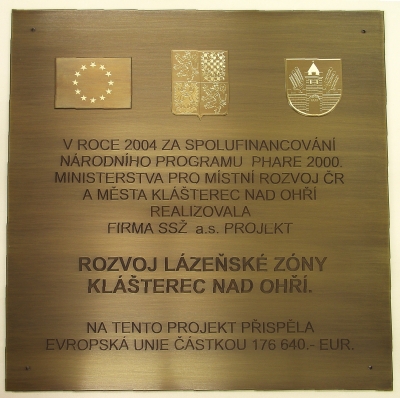 V ROCE 2004 ZA SPOLUFINANCOVÁNÍ
NÁRODNÍHO PROGRAMU PHARE 2000.
MINISTERSTVA PRO MÍSTNÍ ROZVOJ ČR
A MĚSTA KLÁŠTEREC NAD OHŘÍ
REALIZOVALA
FIRMA SSŽ a.s. PROJEKT
ROZVOJ LÁZEŇSKÉ ZÓNY
KLÁŠTEREC NAD OHŘÍ.
NA TENTO PROJEKT PŘISPĚLA
EVROPSKÁ UNIE ČÁSTKOU 176 640.- EUR.